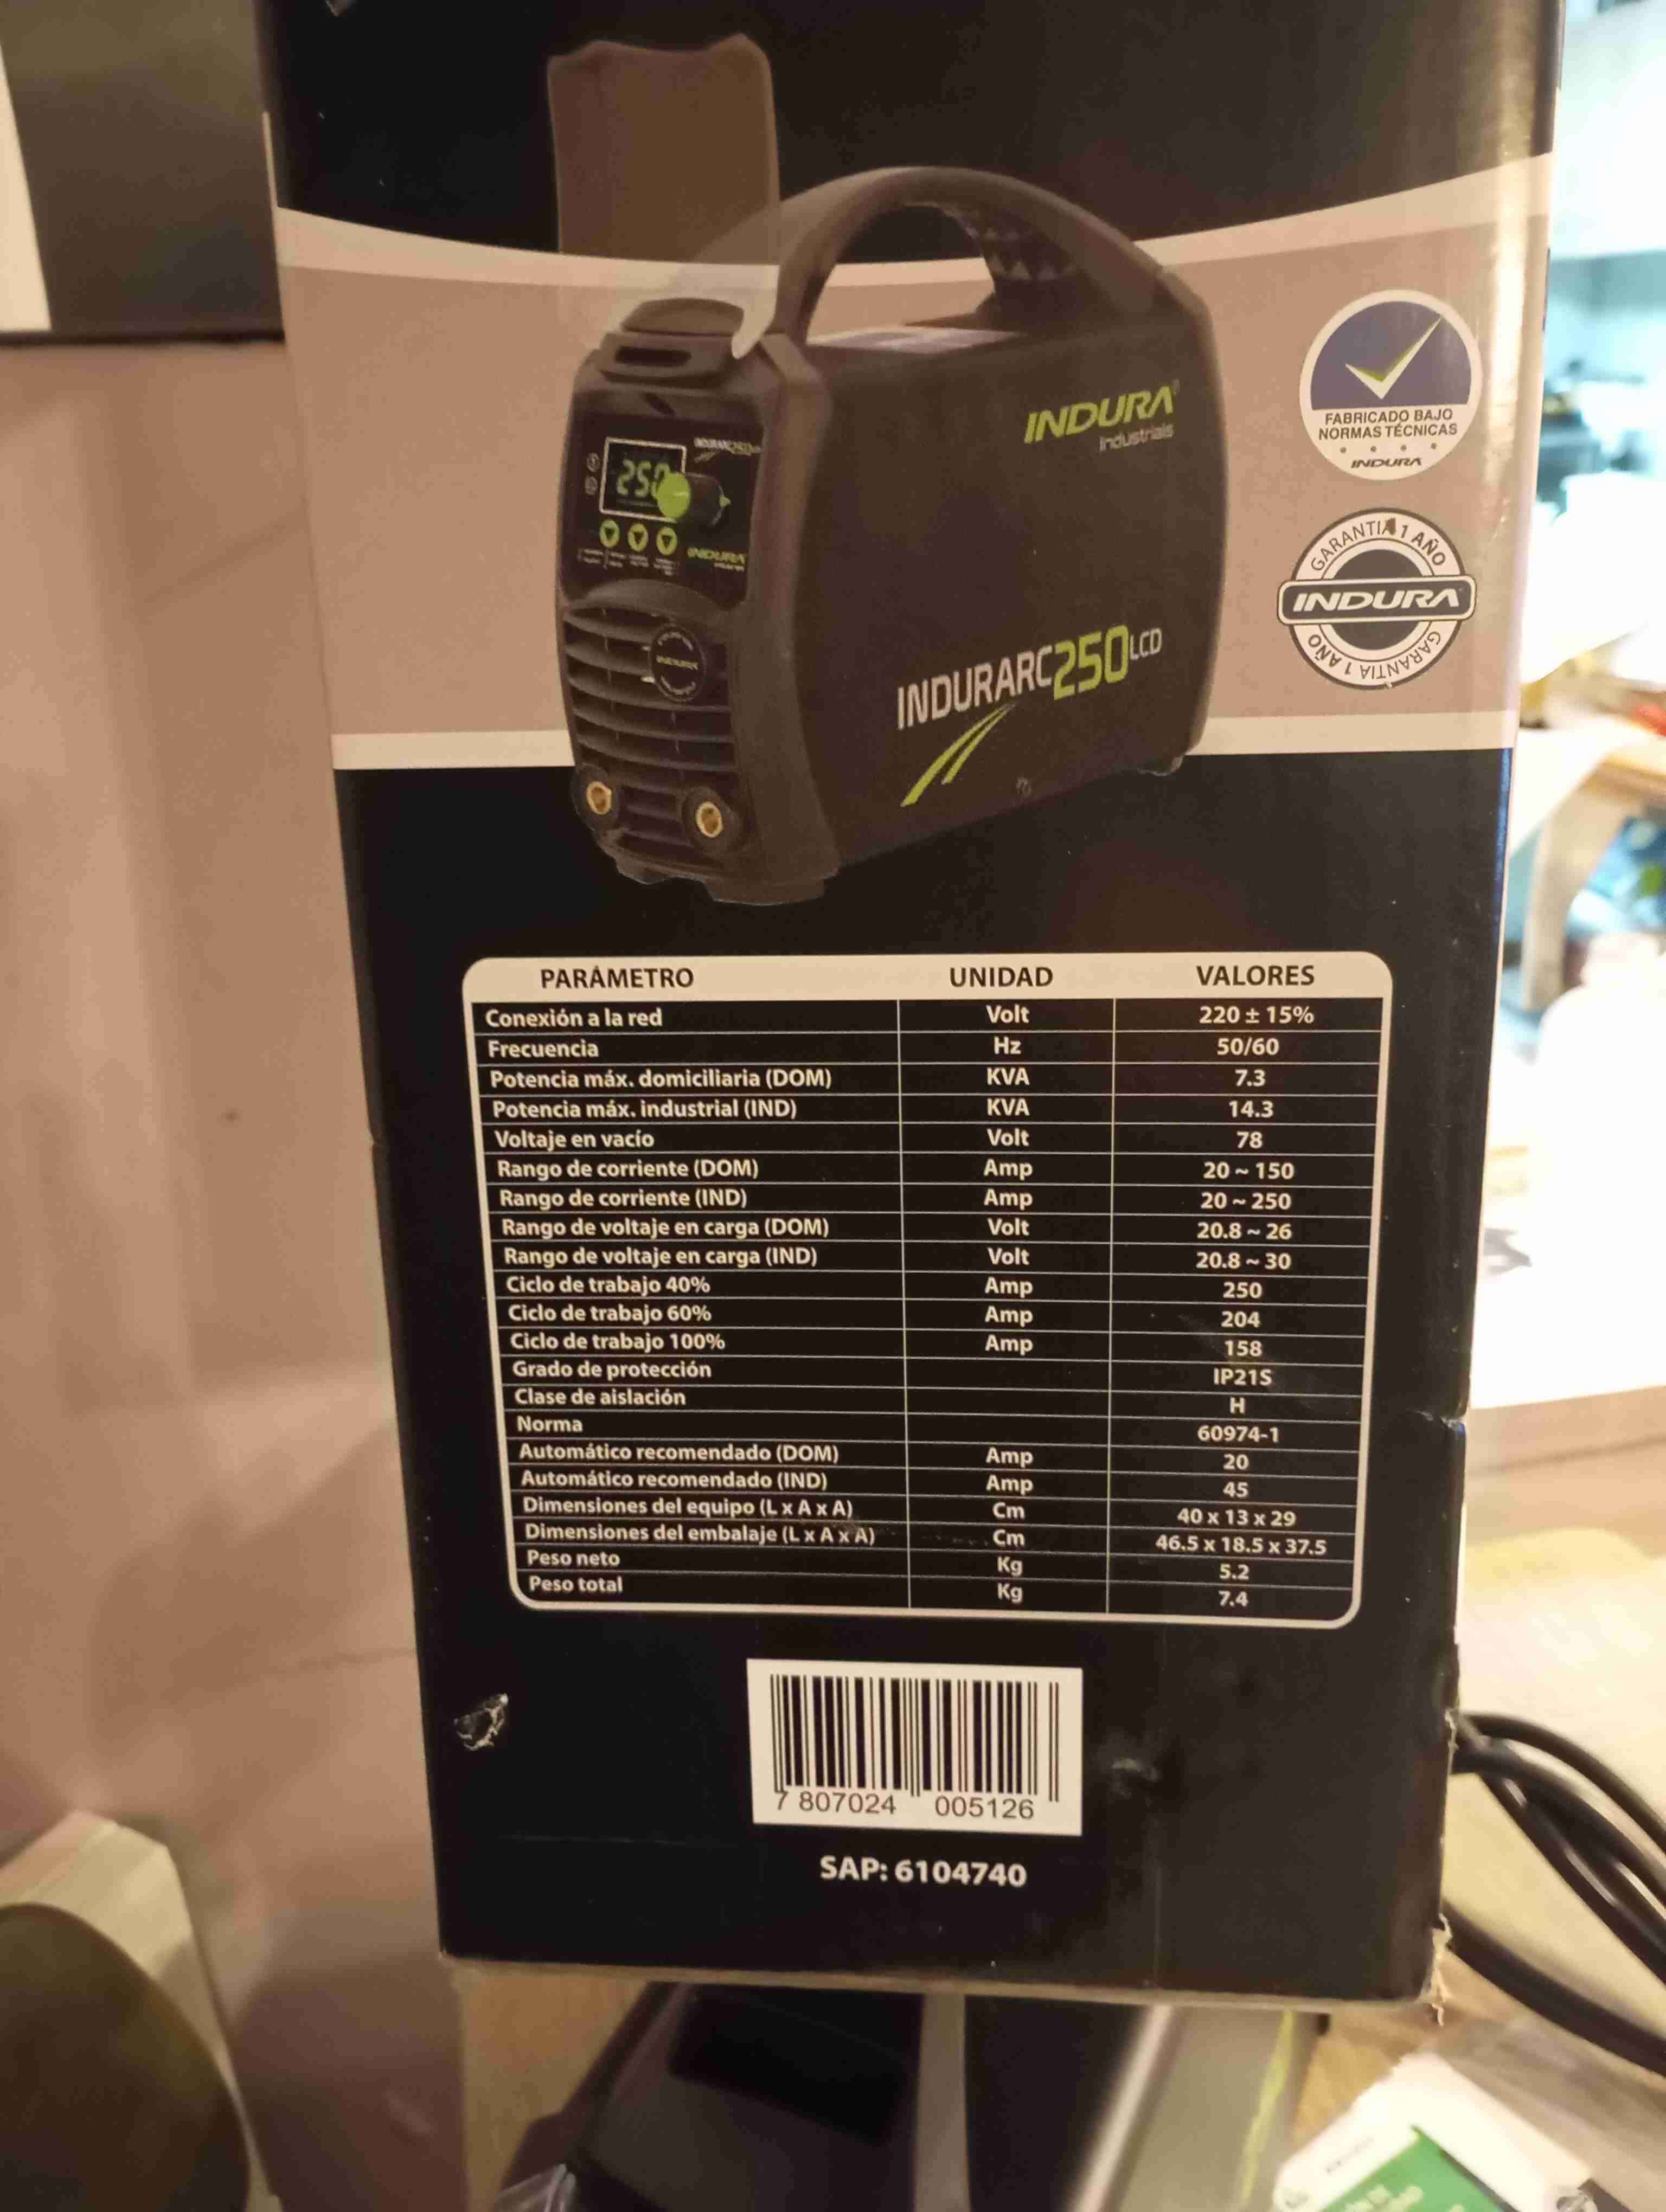 INDURA
Industrials
INDURARC250LCD
250
INDURA
INDURARC250LCD
FABRICADO BAJO
NORMAS TÉCNICAS
INDURA
GARANTIA 1 AÑO
INDURA
GARANTIA 1 AÑO
PARÁMETRO UNIDAD VALORES
Conexión a la red Volt 220 ± 15%
Frecuencia Hz 50/60
Potencia máx. domiciliaria (DOM) KVA 7.3
Potencia máx. industrial (IND) KVA 14.3
Voltaje en vacío Volt 78
Rango de corriente (DOM) Amp 20 ~ 150
Rango de corriente (IND) Amp 20 ~ 250
Rango de voltaje en carga (DOM) Volt 20.8 ~ 26
Rango de voltaje en carga (IND) Volt 20.8 ~ 30
Ciclo de trabajo 40% Amp 250
Ciclo de trabajo 60% Amp 204
Ciclo de trabajo 100% Amp 158
Grado de protección IP21S
Clase de aislación H
Norma 60974-1
Automático recomendado (DOM) Amp 20
Automático recomendado (IND) Amp 45
Dimensiones del equipo (L x A x A) Cm 40 x 13 x 29
Dimensiones del embalaje (L x A x A) Cm 46.5 x 18.5 x 37.5
Peso neto Kg 5.2
Peso total Kg 7.4
7 807024 005126
SAP: 6104740